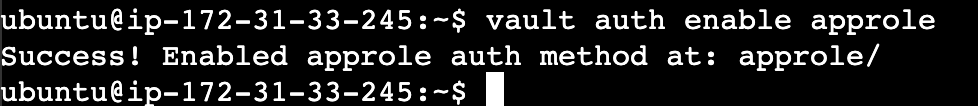 ubuntu@ip-172-31-33-245:~$ vault auth enable approle
Success! Enabled approle auth method at: approle/
ubuntu@ip-172-31-33-245:~$